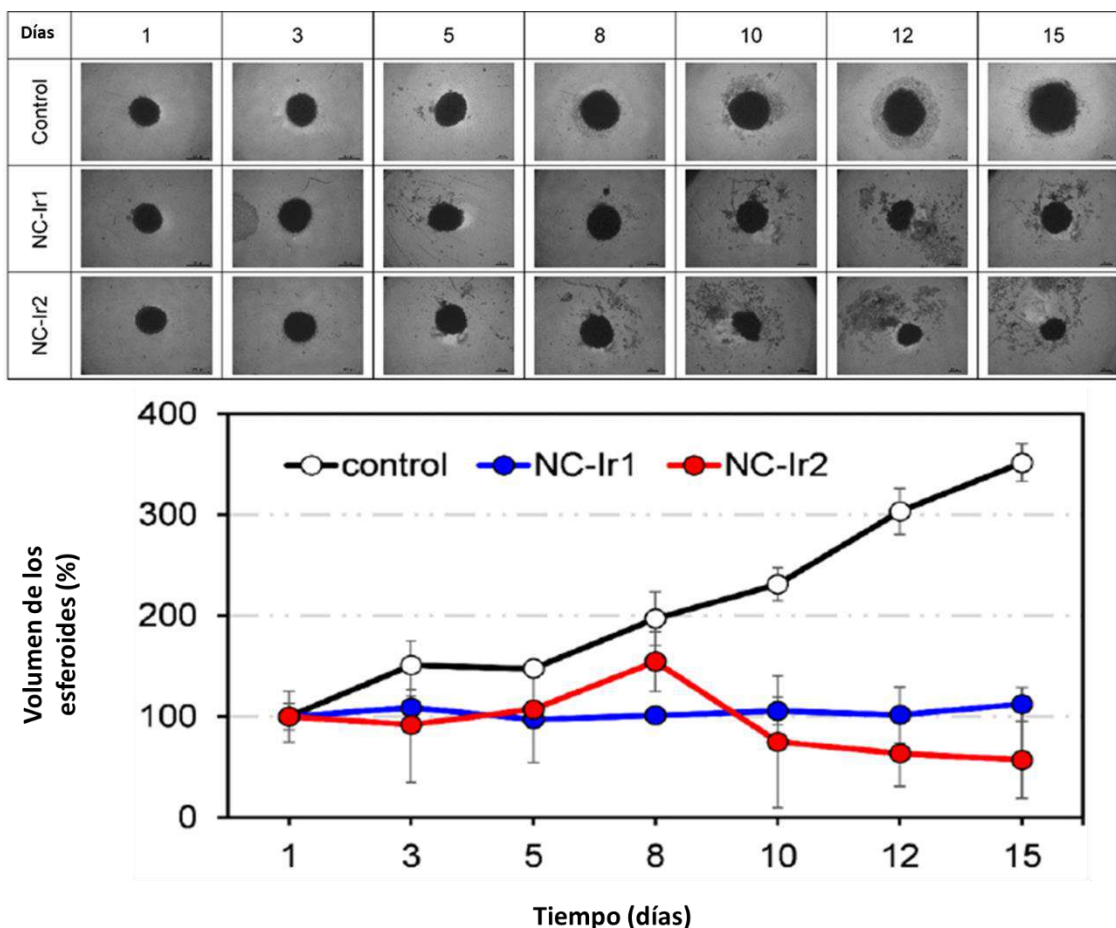 Días 1 3 5 8 10 12 15
Control
NC-Ir1
NC-Ir2
400
control NC-Ir1 NC-Ir2
300
200
100
0
1 3 5 8 10 12 15
Volumen de los
esferoides (%)
Tiempo (días)